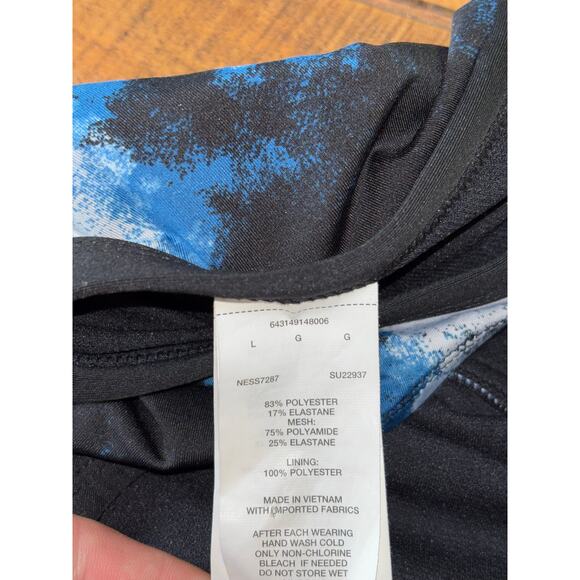 643149148006
L G G
NESS7287 SU22937
83% POLYESTER
17% ELASTANE
MESH:
75% POLYAMIDE
25% ELASTANE
LINING:
100% POLYESTER
MADE IN VIETNAM
WITH IMPORTED FABRICS
AFTER EACH WEARING
HAND WASH COLD
ONLY NON-CHLORINE
BLEACH IF NEEDED
DO NOT STORE WET